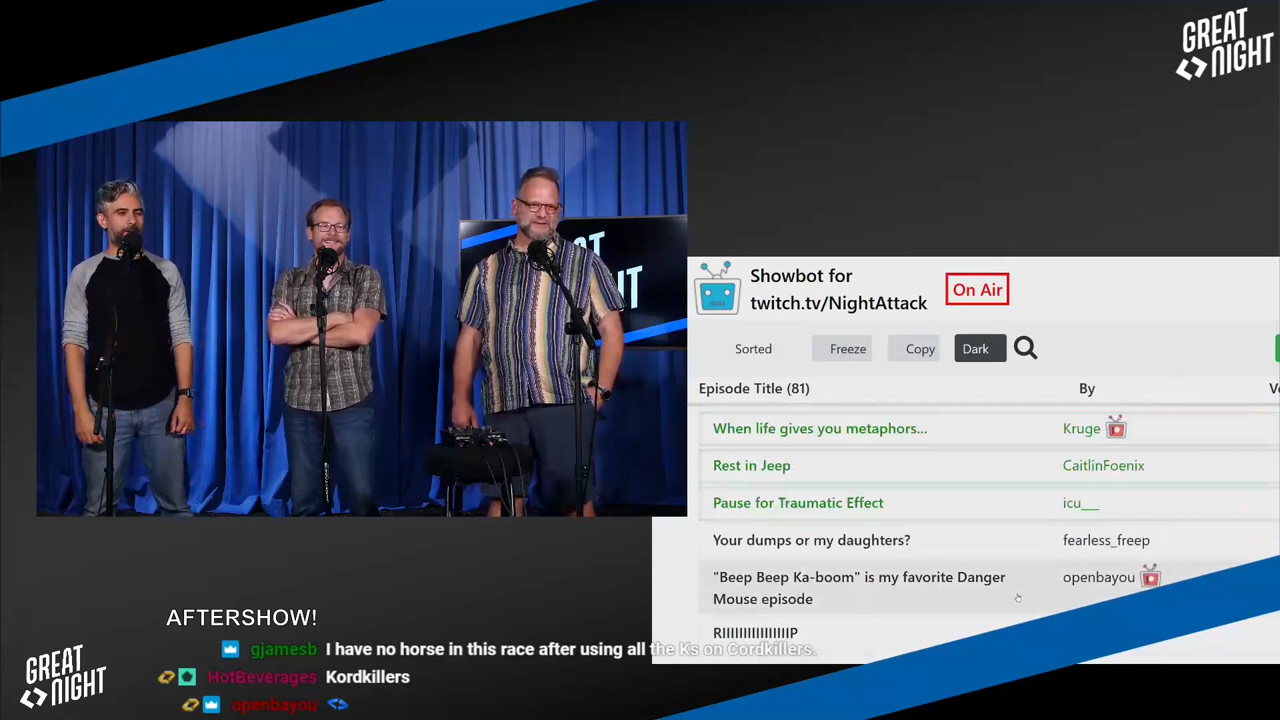 GREAT
NIGHT
Showbot for
twitch.tv/NightAttack
On Air
Sorted
Freeze
Copy
Dark
Episode Title (81)
By
When life gives you metaphors...
Kruge
Rest in Jeep
CaitlinFoenix
Pause for Traumatic Effect
icu___
Your dumps or my daughters?
fearless_freep
"Beep Beep Ka-boom" is my favorite Danger
Mouse episode
openbayou
AFTERSHOW!
gjamesb I have no horse in this race after using all the Ks on Cordkillers.
HotBeverages Kordkillers
openbayou
GREAT
NIGHT